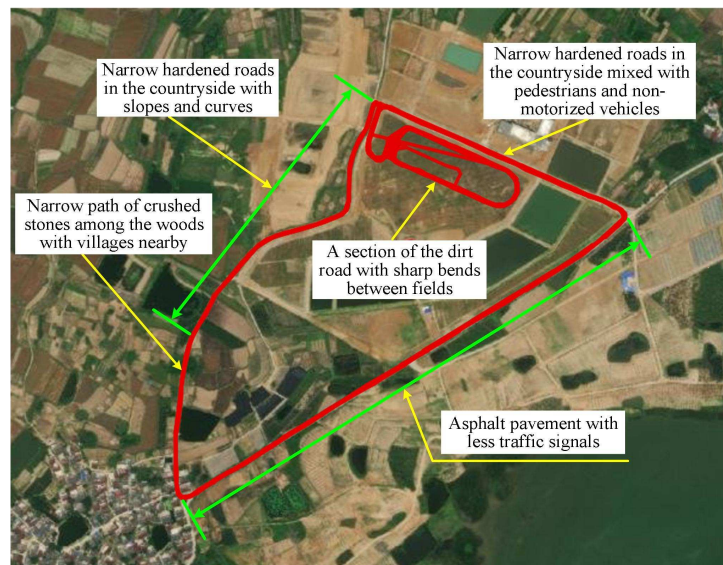 Narrow hardened roads
in the countryside with
slopes and curves
Narrow hardened roads in
the countryside mixed with
pedestrians and non-
motorized vehicles
Narrow path of crushed
stones among the woods
with villages nearby
A section of the dirt
road with sharp bends
between fields
Asphalt pavement with
less traffic signals